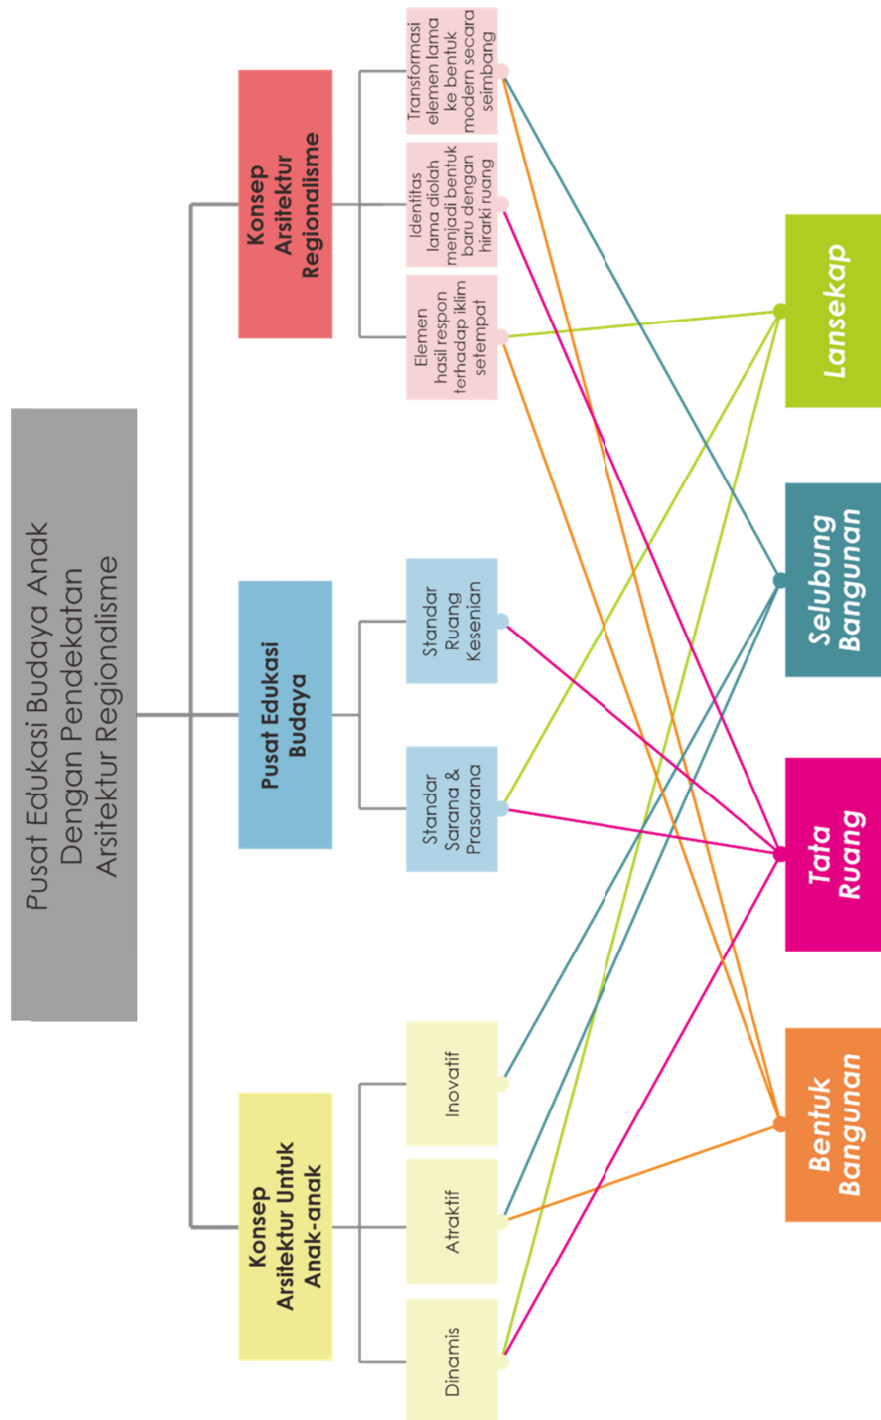 Pusat Edukasi Budaya Anak
Dengan Pendekatan
Arsitektur Regionalisme
Konsep
Arsitektur Untuk
Anak-anak
Pusat Edukasi
Budaya
Konsep
Arsitektur
Regionalisme
Dinamis
Atraktif
Inovatif
Standar
Sarana &
Prasarana
Standar
Ruang
Kesenian
Elemen
hasil respon
terhadap iklim
setempat
Identitas
lama diolah
menjadi bentuk
baru dengan
hirarki ruang
Transformasi
elemen lama
ke bentuk
modern secara
seimbang
Bentuk
Bangunan
Tata
Ruang
Selubung
Bangunan
Lansekap